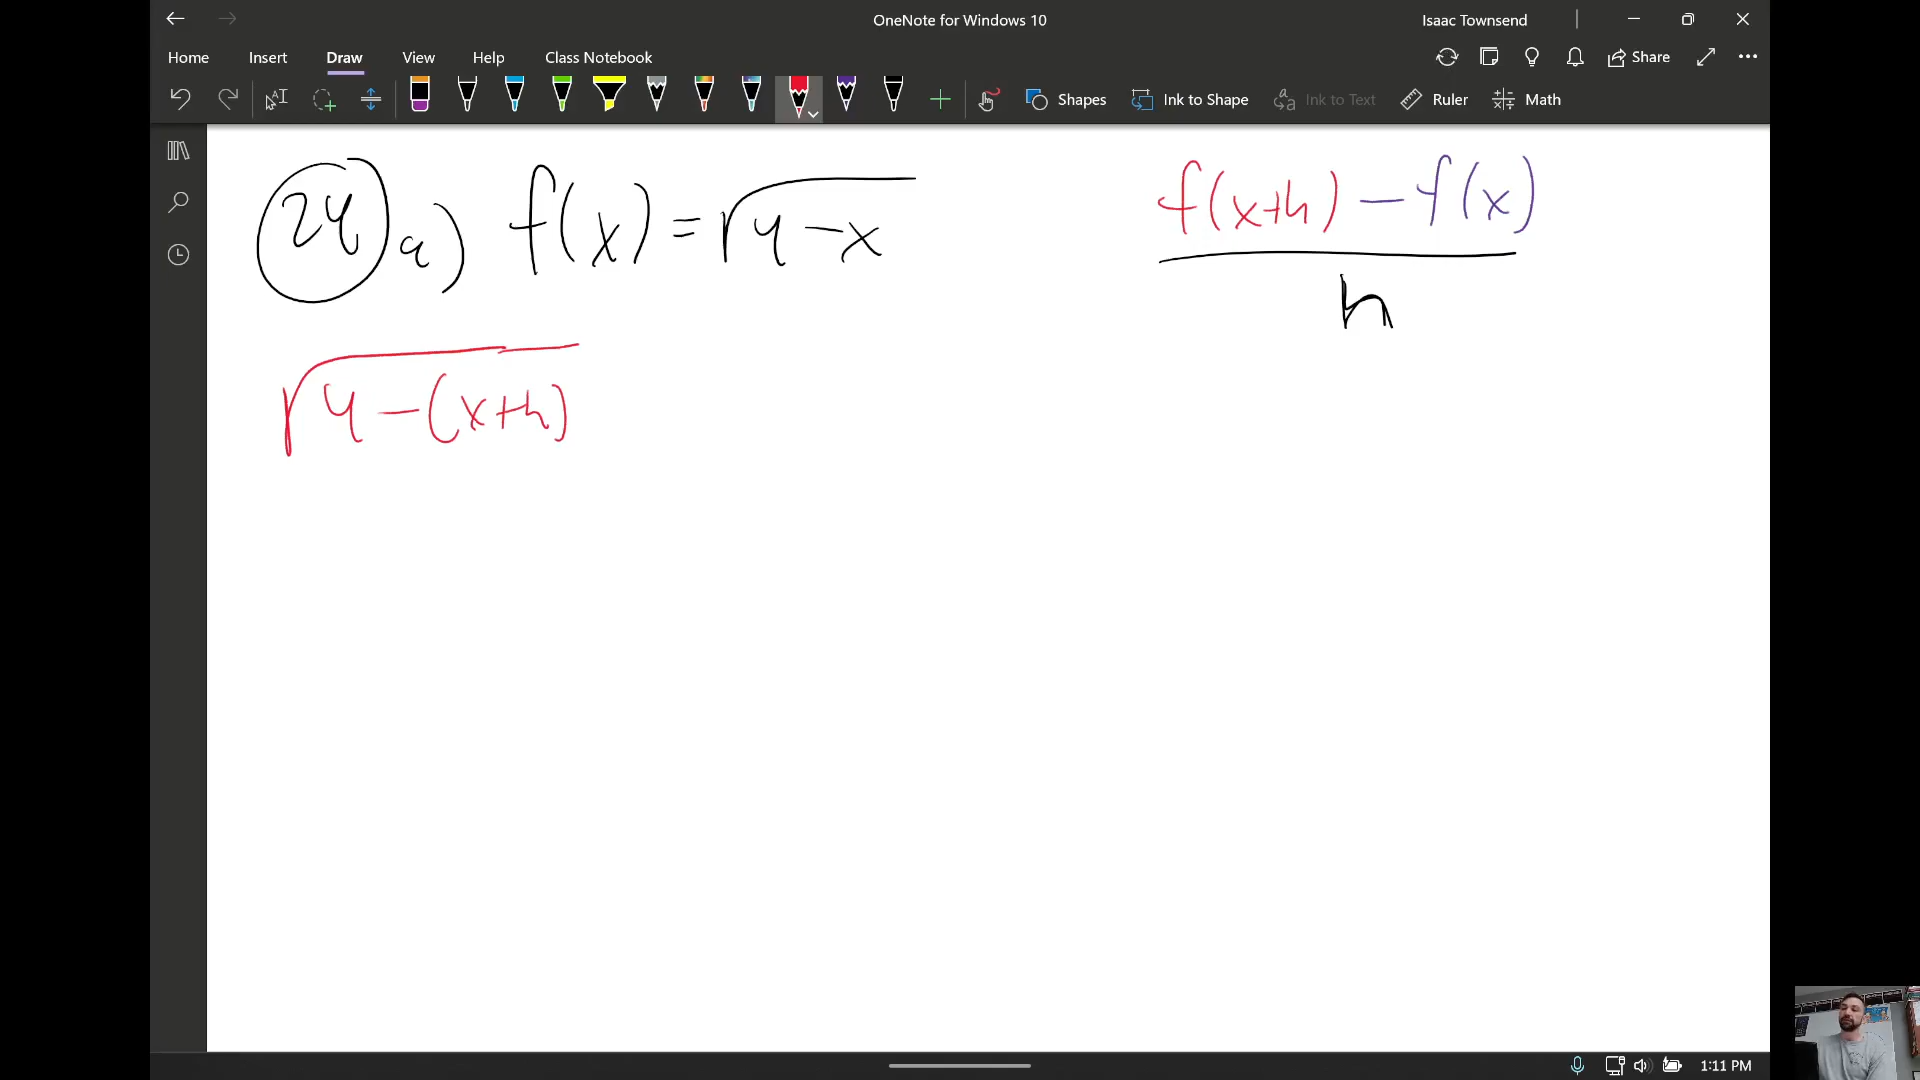 OneNote for Windows 10
Isaac Townsend
Home Insert Draw View Help Class Notebook
Share
Shapes Ink to Shape Ink to Text Ruler Math
24 a) f(x) = √4-x
f(x+h) - f(x)
h
√4-(x+h)
1:11 PM